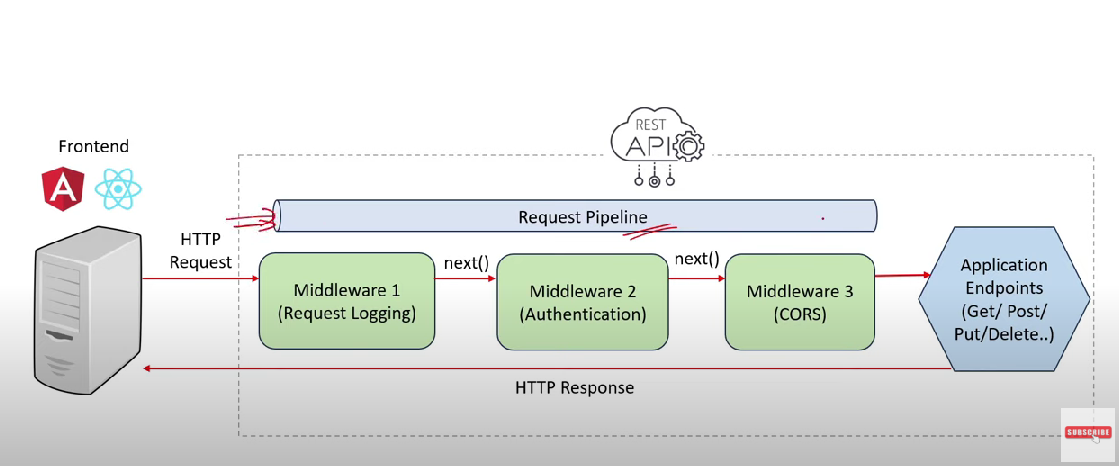 REST
API
Frontend
A
Request Pipeline
HTTP
Request
next()
next()
Middleware 1
(Request Logging)
Middleware 2
(Authentication)
Middleware 3
(CORS)
Application
Endpoints
(Get/ Post/
Put/Delete..)
HTTP Response
SUBSCRIBE